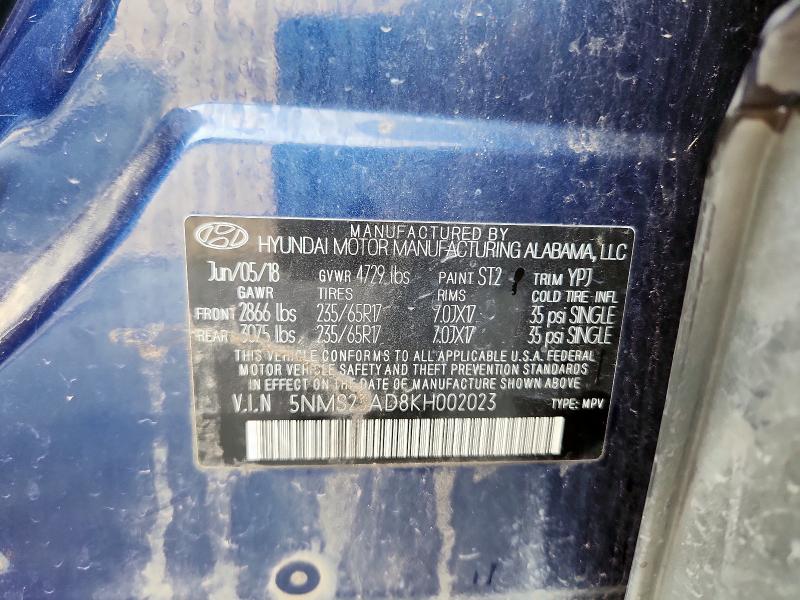 MANUFACTURED BY
HYUNDAI MOTOR MANUFACTURING ALABAMA, LLC
Jun/05/18 GVWR 4729 lbs PAINT ST2 TRIM YPJ
GAWR TIRES RIMS COLD TIRE INFL
FRONT 2866 lbs 235/65R17 7.0JX17 35 psi SINGLE
REAR 3075 lbs 235/65R17 7.0JX17 35 psi SINGLE
THIS VEHICLE CONFORMS TO ALL APPLICABLE U.S.A. FEDERAL
MOTOR VEHICLE SAFETY AND THEFT PREVENTION STANDARDS
IN EFFECT ON THE DATE OF MANUFACTURE SHOWN ABOVE
V.I.N TYPE: MPV